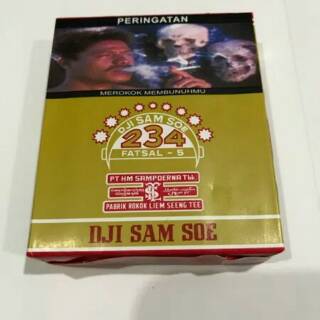 PERINGATAN
MEROKOK MEMBUNUHMU
DJI SAM SOE
234
FATSAL - 5
PT HM SAMPOERNA Tbk
PABRIK ROKOK LIEM SEENG TEE
DJI SAM SOE